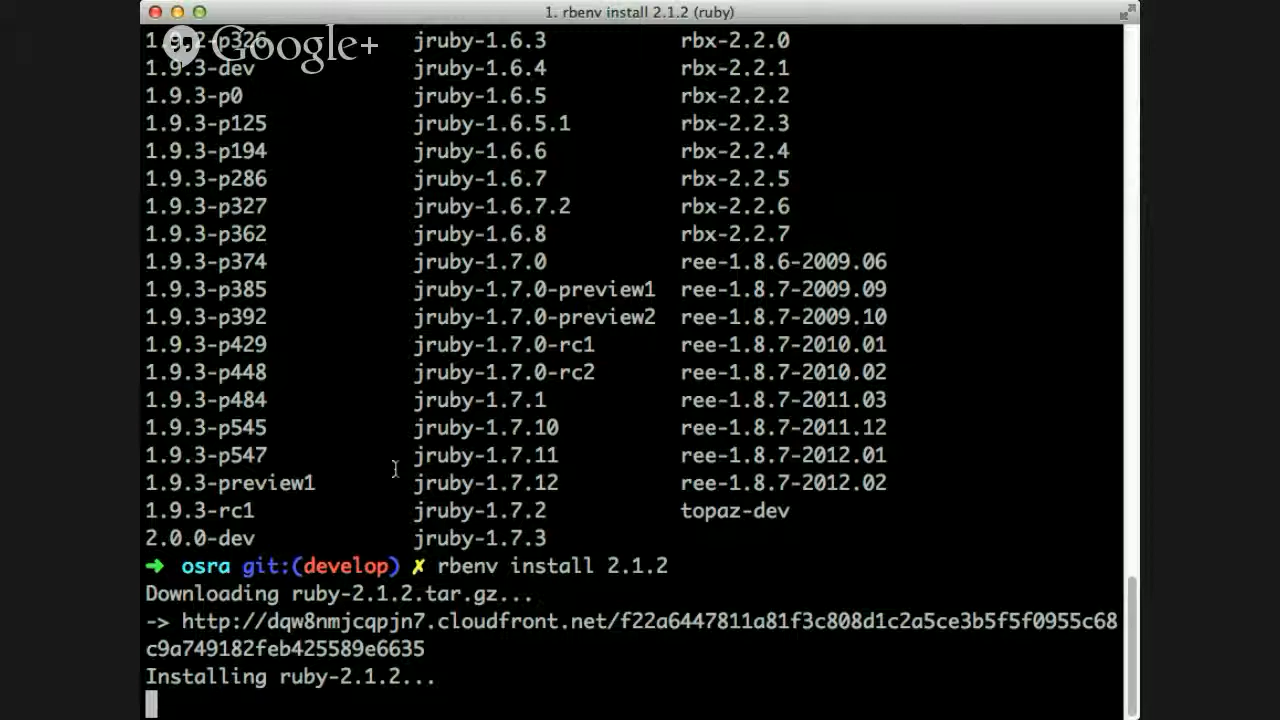 1. rbenv install 2.1.2 (ruby)
Google+
1.9.2-p326 jruby-1.6.3 rbx-2.2.0
1.9.3-dev jruby-1.6.4 rbx-2.2.1
1.9.3-p0 jruby-1.6.5 rbx-2.2.2
1.9.3-p125 jruby-1.6.5.1 rbx-2.2.3
1.9.3-p194 jruby-1.6.6 rbx-2.2.4
1.9.3-p286 jruby-1.6.7 rbx-2.2.5
1.9.3-p327 jruby-1.6.7.2 rbx-2.2.6
1.9.3-p362 jruby-1.6.8 rbx-2.2.7
1.9.3-p374 jruby-1.7.0 ree-1.8.6-2009.06
1.9.3-p385 jruby-1.7.0-preview1 ree-1.8.7-2009.09
1.9.3-p392 jruby-1.7.0-preview2 ree-1.8.7-2009.10
1.9.3-p429 jruby-1.7.0-rc1 ree-1.8.7-2010.01
1.9.3-p448 jruby-1.7.0-rc2 ree-1.8.7-2010.02
1.9.3-p484 jruby-1.7.1 ree-1.8.7-2011.03
1.9.3-p545 jruby-1.7.10 ree-1.8.7-2011.12
1.9.3-p547 jruby-1.7.11 ree-1.8.7-2012.01
1.9.3-preview1 jruby-1.7.12 ree-1.8.7-2012.02
1.9.3-rc1 jruby-1.7.2 topaz-dev
2.0.0-dev jruby-1.7.3
➜ osra git:(develop) ✗ rbenv install 2.1.2
Downloading ruby-2.1.2.tar.gz...
-> http://dqw8nmjcqpjn7.cloudfront.net/f22a6447811a81f3c808d1c2a5ce3b5f5f0955c68
c9a749182feb425589e6635
Installing ruby-2.1.2...